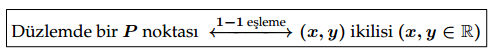 Düzlemde bir P noktası ⟷ (1−1 eşleme) (x, y) ikilisi (x, y ∈ ℝ)